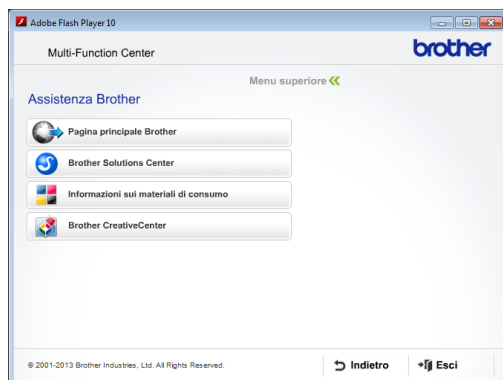 Adobe Flash Player 10
Multi-Function Center
brother
Menu superiore
Assistenza Brother
Pagina principale Brother
Brother Solutions Center
Informazioni sui materiali di consumo
Brother CreativeCenter
© 2001-2013 Brother Industries, Ltd. All Rights Reserved.
Indietro
Esci